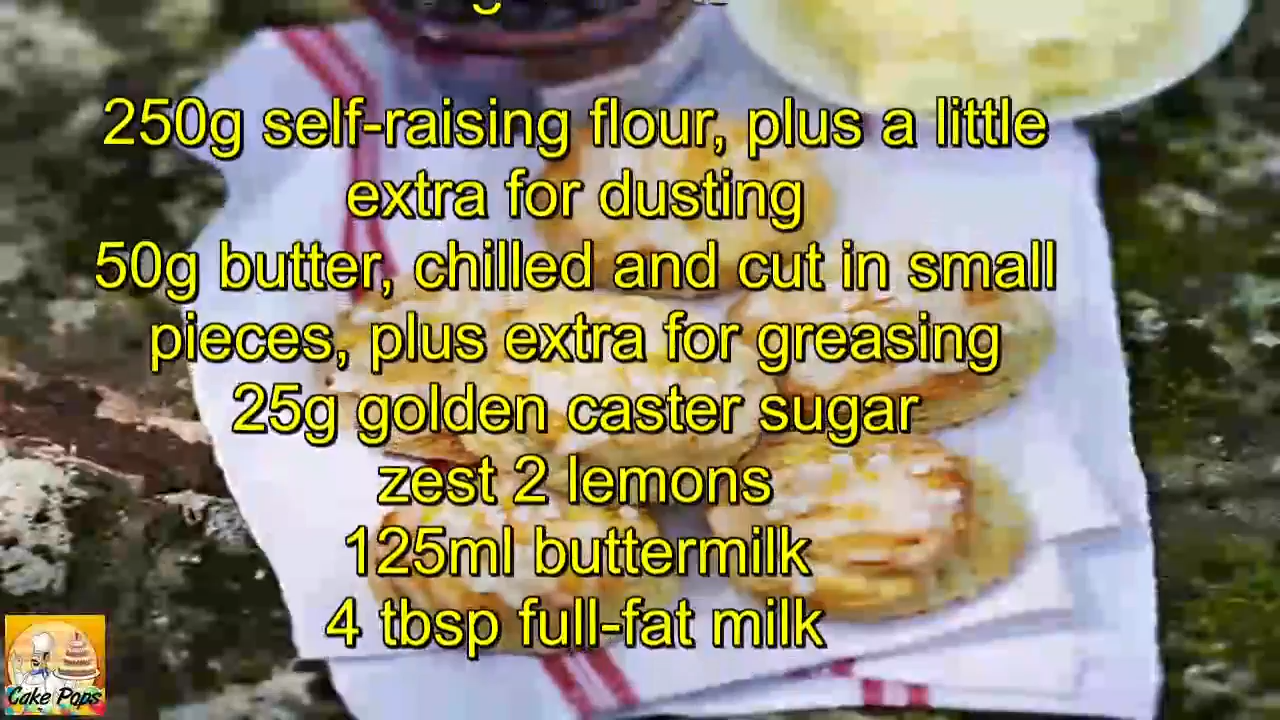 250g self-raising flour, plus a little
extra for dusting
50g butter, chilled and cut in small
pieces, plus extra for greasing
25g golden caster sugar
zest 2 lemons
125ml buttermilk
4 tbsp full-fat milk
Cake Pops